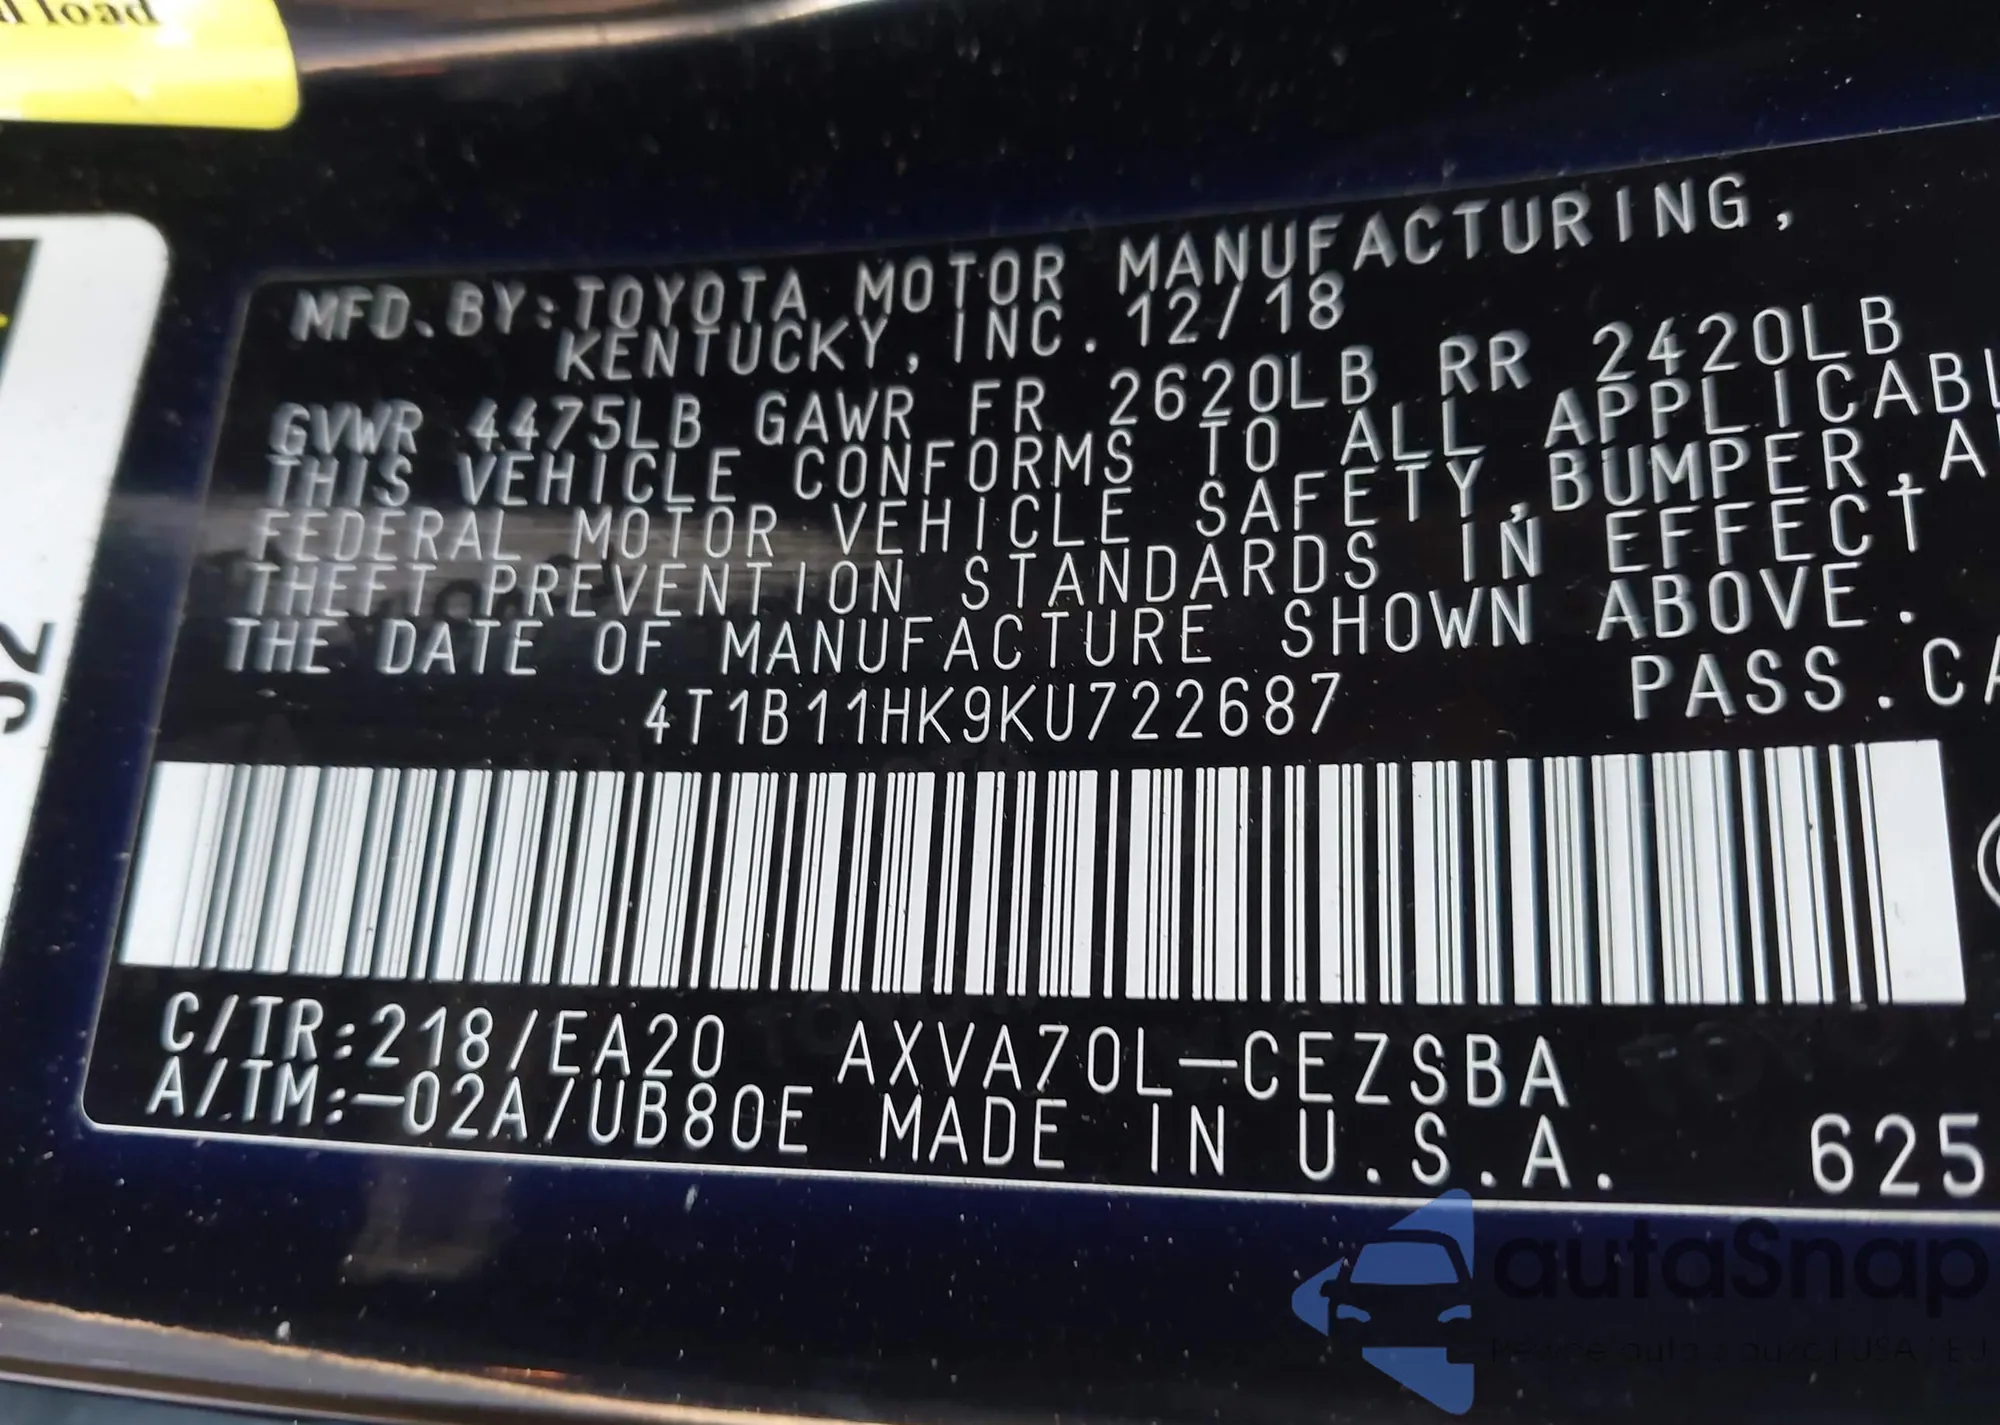 load
52
MFD. BY: TOYOTA MOTOR MANUFACTURING,
KENTUCKY, INC. 12/18
GVWR 4475LB GAWR FR 2620LB RR 2420LB
THIS VEHICLE CONFORMS TO ALL APPLICABL
FEDERAL MOTOR VEHICLE SAFETY, BUMPER, A
THEFT PREVENTION STANDARDS IN EFFECT
THE DATE OF MANUFACTURE SHOWN ABOVE.
4T1B11HK9KU722687 PASS. CA
C/TR:218/EA20 AXVA70L-CEZSBA
A/TM:-02A/UB80E MADE IN U.S.A. 625
autoSnap